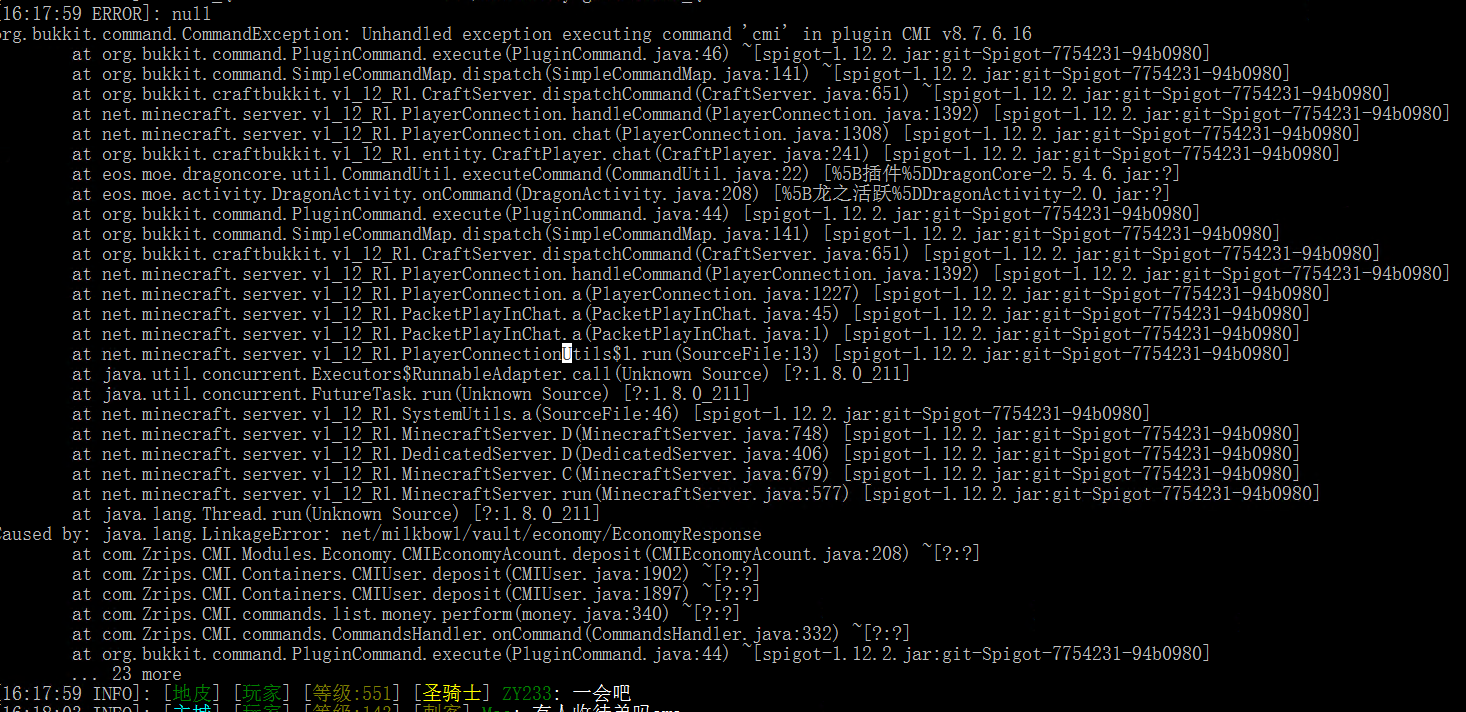 [16:17:59 ERROR]: null
org.bukkit.command.CommandException: Unhandled exception executing command 'cmi' in plugin CMI v8.7.6.16
at org.bukkit.command.PluginCommand.execute(PluginCommand.java:46) ~[spigot-1.12.2.jar:git-Spigot-7754231-94b0980]
at org.bukkit.command.SimpleCommandMap.dispatch(SimpleCommandMap.java:141) ~[spigot-1.12.2.jar:git-Spigot-7754231-94b0980]
at org.bukkit.craftbukkit.v1_12_R1.CraftServer.dispatchCommand(CraftServer.java:651) ~[spigot-1.12.2.jar:git-Spigot-7754231-94b0980]
at net.minecraft.server.v1_12_R1.PlayerConnection.handleCommand(PlayerConnection.java:1392) [spigot-1.12.2.jar:git-Spigot-7754231-94b0980]
at net.minecraft.server.v1_12_R1.PlayerConnection.chat(PlayerConnection.java:1308) [spigot-1.12.2.jar:git-Spigot-7754231-94b0980]
at org.bukkit.craftbukkit.v1_12_R1.entity.CraftPlayer.chat(CraftPlayer.java:241) [spigot-1.12.2.jar:git-Spigot-7754231-94b0980]
at eos.moe.dragoncore.util.CommandUtil.executeCommand(CommandUtil.java:22) [%5B插件%5DDragonCore-2.5.4.6.jar:?]
at eos.moe.activity.DragonActivity.onCommand(DragonActivity.java:208) [%5B龙之活跃%5DDragonActivity-2.0.jar:?]
at org.bukkit.command.PluginCommand.execute(PluginCommand.java:44) [spigot-1.12.2.jar:git-Spigot-7754231-94b0980]
at org.bukkit.command.SimpleCommandMap.dispatch(SimpleCommandMap.java:141) [spigot-1.12.2.jar:git-Spigot-7754231-94b0980]
at org.bukkit.craftbukkit.v1_12_R1.CraftServer.dispatchCommand(CraftServer.java:651) [spigot-1.12.2.jar:git-Spigot-7754231-94b0980]
at net.minecraft.server.v1_12_R1.PlayerConnection.handleCommand(PlayerConnection.java:1392) [spigot-1.12.2.jar:git-Spigot-7754231-94b0980]
at net.minecraft.server.v1_12_R1.PlayerConnection.a(PlayerConnection.java:1227) [spigot-1.12.2.jar:git-Spigot-7754231-94b0980]
at net.minecraft.server.v1_12_R1.PacketPlayInChat.a(PacketPlayInChat.java:45) [spigot-1.12.2.jar:git-Spigot-7754231-94b0980]
at net.minecraft.server.v1_12_R1.PacketPlayInChat.a(PacketPlayInChat.java:1) [spigot-1.12.2.jar:git-Spigot-7754231-94b0980]
at net.minecraft.server.v1_12_R1.PlayerConnectionUtils$1.run(SourceFile:13) [spigot-1.12.2.jar:git-Spigot-7754231-94b0980]
at java.util.concurrent.Executors$RunnableAdapter.call(Unknown Source) [?:1.8.0_211]
at java.util.concurrent.FutureTask.run(Unknown Source) [?:1.8.0_211]
at net.minecraft.server.v1_12_R1.SystemUtils.a(SourceFile:46) [spigot-1.12.2.jar:git-Spigot-7754231-94b0980]
at net.minecraft.server.v1_12_R1.MinecraftServer.D(MinecraftServer.java:748) [spigot-1.12.2.jar:git-Spigot-7754231-94b0980]
at net.minecraft.server.v1_12_R1.DedicatedServer.D(DedicatedServer.java:406) [spigot-1.12.2.jar:git-Spigot-7754231-94b0980]
at net.minecraft.server.v1_12_R1.MinecraftServer.C(MinecraftServer.java:679) [spigot-1.12.2.jar:git-Spigot-7754231-94b0980]
at net.minecraft.server.v1_12_R1.MinecraftServer.run(MinecraftServer.java:577) [spigot-1.12.2.jar:git-Spigot-7754231-94b0980]
at java.lang.Thread.run(Unknown Source) [?:1.8.0_211]
Caused by: java.lang.LinkageError: net/milkbowl/vault/economy/EconomyResponse
at com.Zrips.CMI.Modules.Economy.CMIEconomyAcount.deposit(CMIEconomyAcount.java:208) ~[?:?]
at com.Zrips.CMI.Containers.CMIUser.deposit(CMIUser.java:1902) ~[?:?]
at com.Zrips.CMI.Containers.CMIUser.deposit(CMIUser.java:1897) ~[?:?]
at com.Zrips.CMI.commands.list.money.perform(money.java:340) ~[?:?]
at com.Zrips.CMI.commands.CommandsHandler.onCommand(CommandsHandler.java:332) ~[?:?]
at org.bukkit.command.PluginCommand.execute(PluginCommand.java:44) ~[spigot-1.12.2.jar:git-Spigot-7754231-94b0980]
... 23 more
[16:17:59 INFO]: [地皮] [玩家] [等级:551] [圣骑士] ZY233: 一会吧